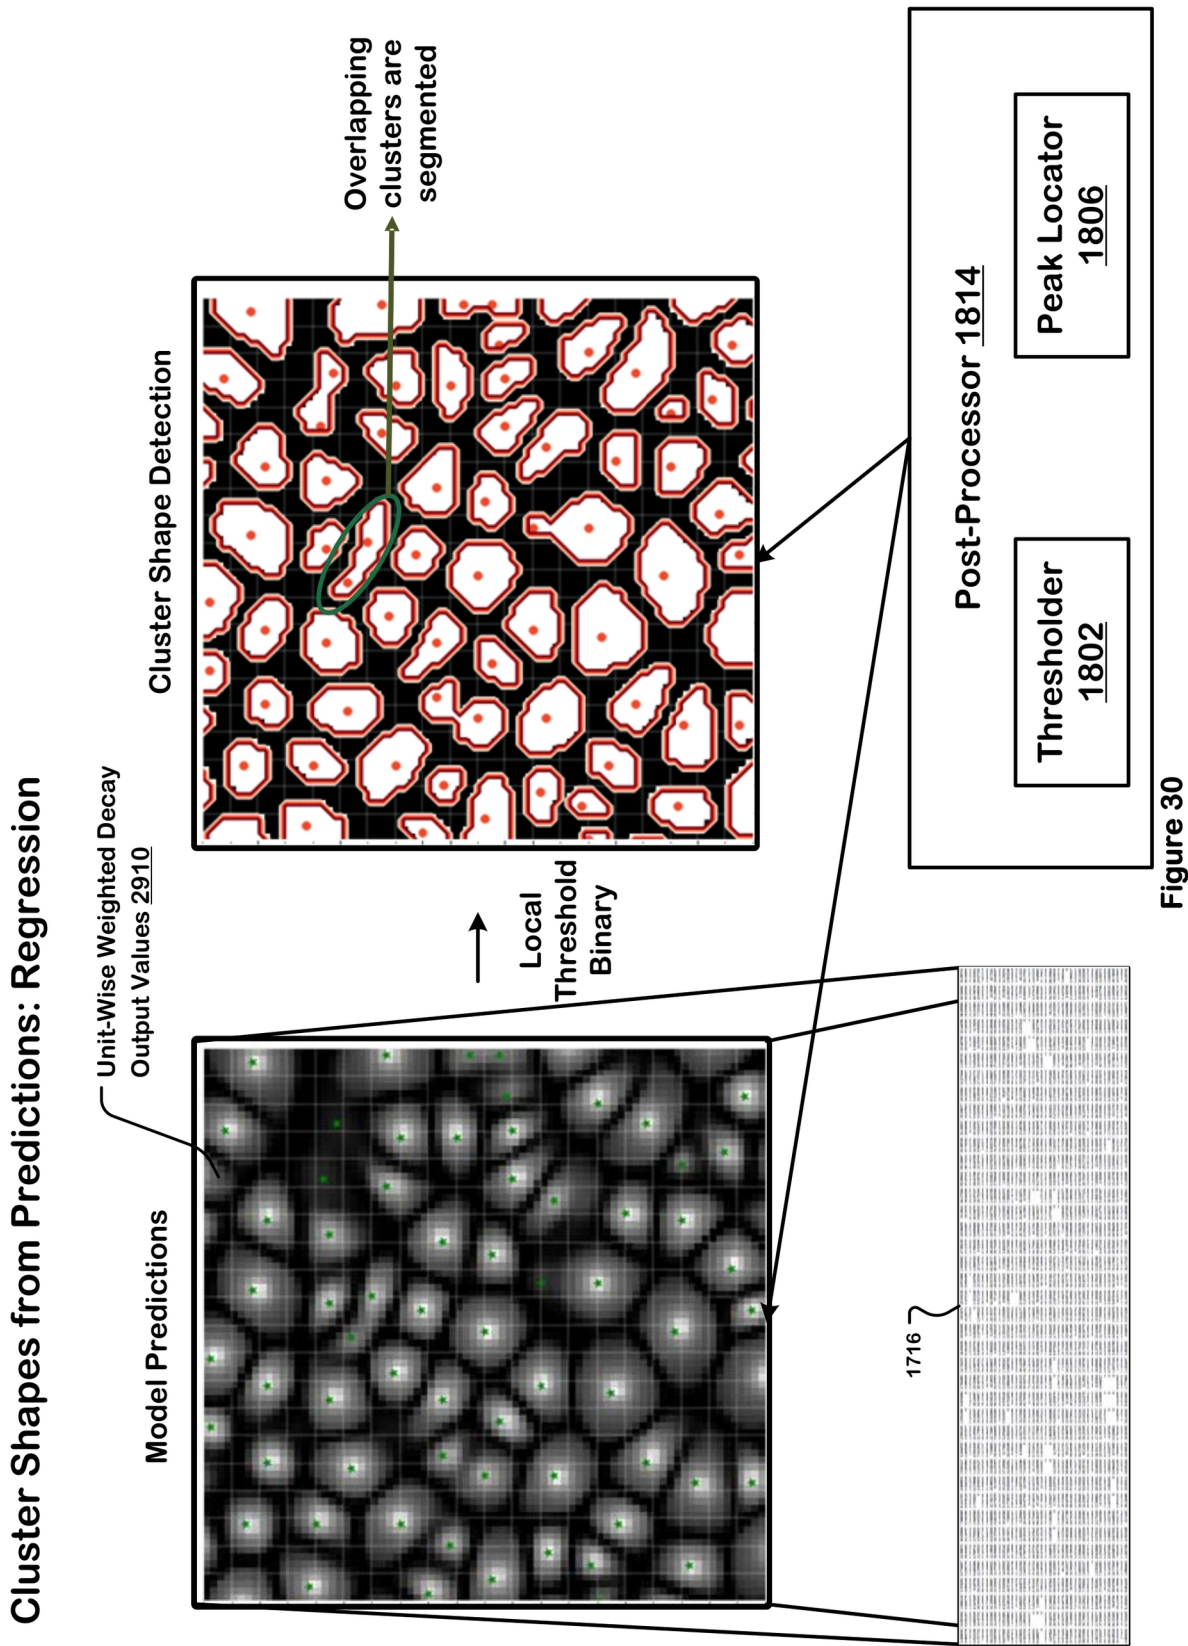 Cluster Shapes from Predictions: Regression
Unit-Wise Weighted Decay
Output Values 2910
Model Predictions
Cluster Shape Detection
Local
Threshold
Binary
Overlapping
clusters are
segmented
1716
Post-Processor 1814
Thresholder
1802
Peak Locator
1806
Figure 30